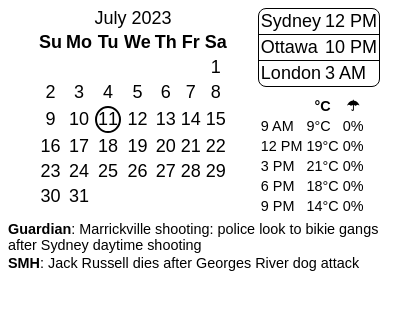 July 2023
Su Mo Tu We Th Fr Sa
1
2 3 4 5 6 7 8
9 10 11 12 13 14 15
16 17 18 19 20 21 22
23 24 25 26 27 28 29
30 31
Sydney 12 PM
Ottawa 10 PM
London 3 AM
°C ☂
9 AM 9°C 0%
12 PM 19°C 0%
3 PM 21°C 0%
6 PM 18°C 0%
9 PM 14°C 0%
Guardian: Marrickville shooting: police look to bikie gangs
after Sydney daytime shooting
SMH: Jack Russell dies after Georges River dog attack